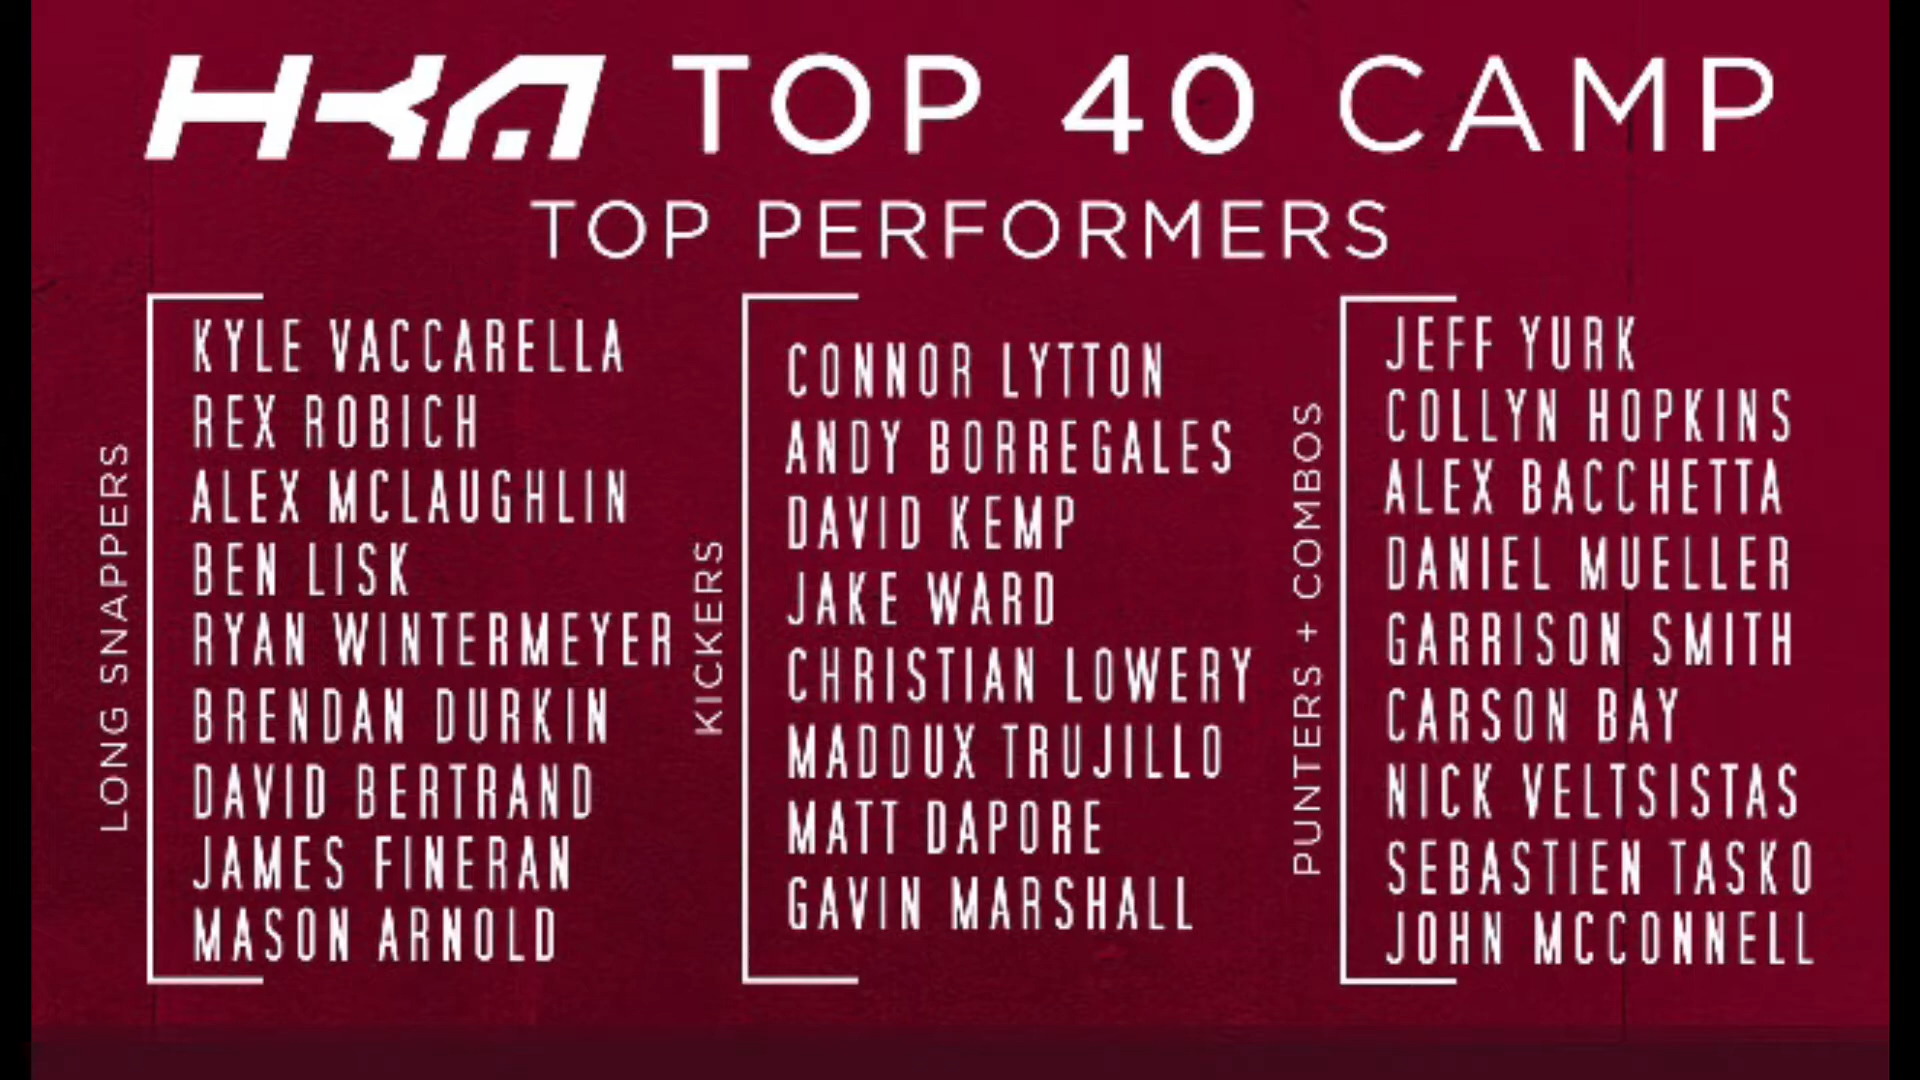 HKA TOP 40 CAMP
TOP PERFORMERS
LONG SNAPPERS
KYLE VACCARELLA
REX ROBICH
ALEX MCLAUGHLIN
BEN LISK
RYAN WINTERMEYER
BRENDAN DURKIN
DAVID BERTRAND
JAMES FINERAN
MASON ARNOLD
KICKERS
CONNOR LYTTON
ANDY BORREGALES
DAVID KEMP
JAKE WARD
CHRISTIAN LOWERY
MADDUX TRUJILLO
MATT DAPORE
GAVIN MARSHALL
PUNTERS + COMBOS
JEFF YURK
COLLYN HOPKINS
ALEX BACCHETTA
DANIEL MUELLER
GARRISON SMITH
CARSON BAY
NICK VELTSISTAS
SEBASTIEN TASKO
JOHN MCCONNELL